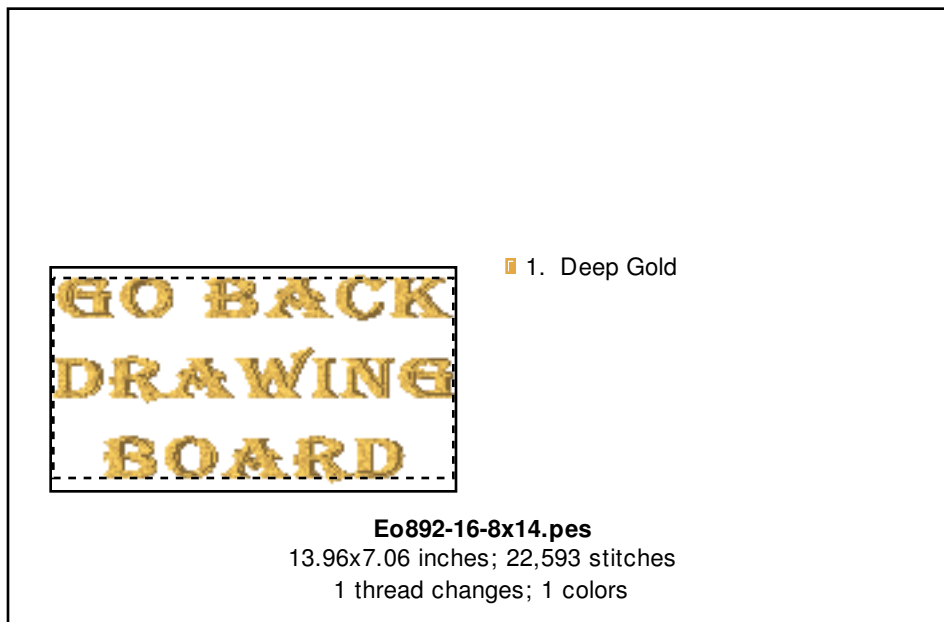 GO BACK
1. Deep Gold
DRAWING
BOARD
Eo892-16-8x14.pes
13.96x7.06 inches; 22,593 stitches
1 thread changes; 1 colors